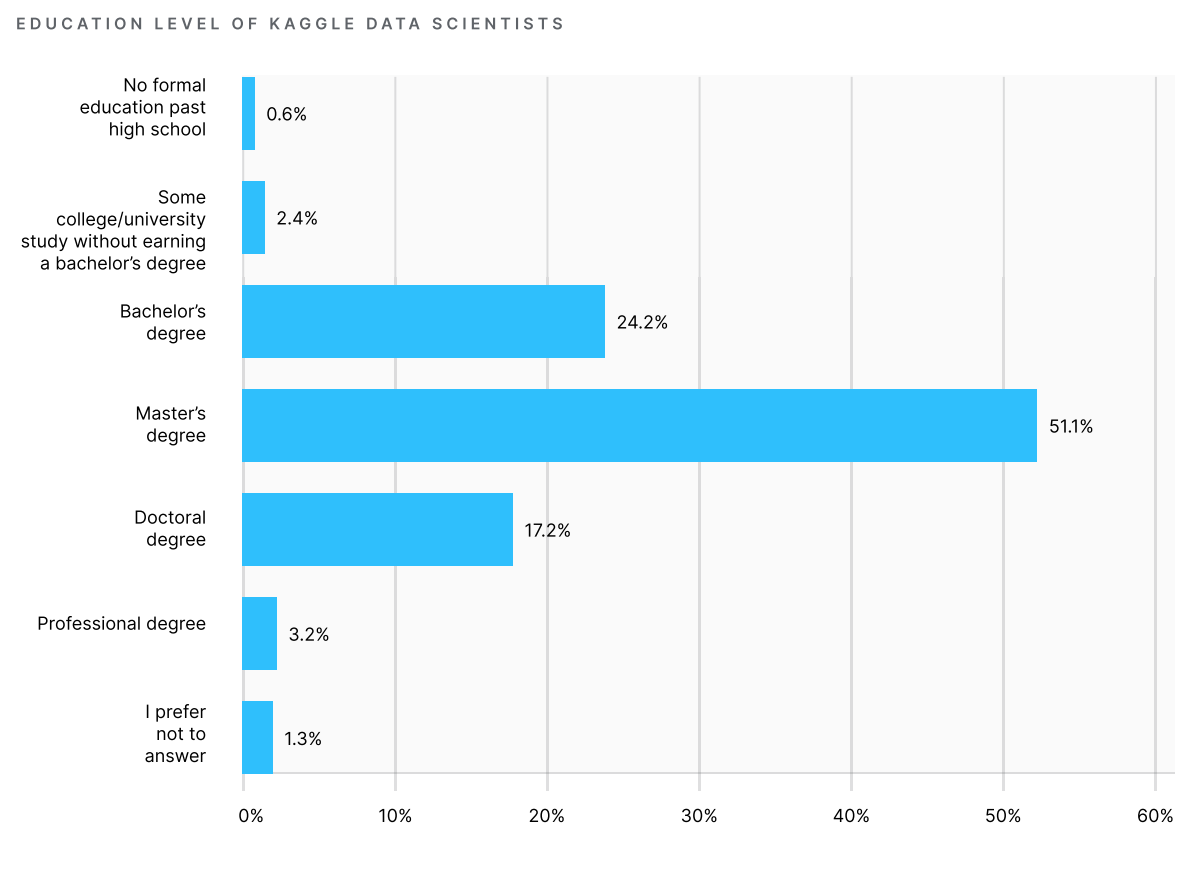 EDUCATION LEVEL OF KAGGLE DATA SCIENTISTS
No formal
education past
high school
0.6%
Some
college/university
study without earning
a bachelor’s degree
2.4%
Bachelor’s
degree
24.2%
Master’s
degree
51.1%
Doctoral
degree
17.2%
Professional degree
3.2%
I prefer
not to
answer
1.3%
0% 10% 20% 30% 40% 50% 60%